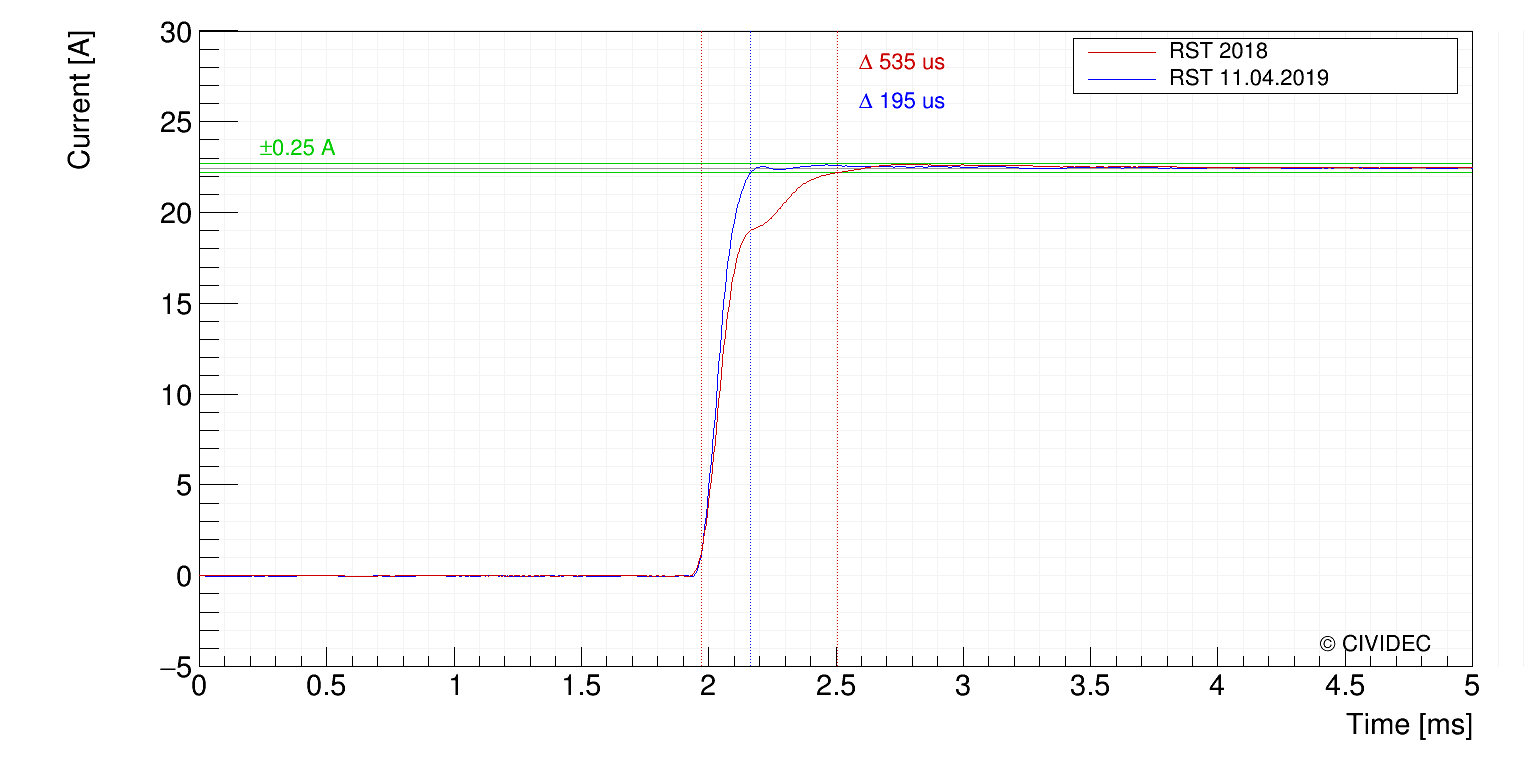 Current [A]
30
25
20
15
10
5
0
−5
Δ 535 us
Δ 195 us
RST 2018
RST 11.04.2019
±0.25 A
© CIVIDEC
0 0.5 1 1.5 2 2.5 3 3.5 4 4.5 5
Time [ms]